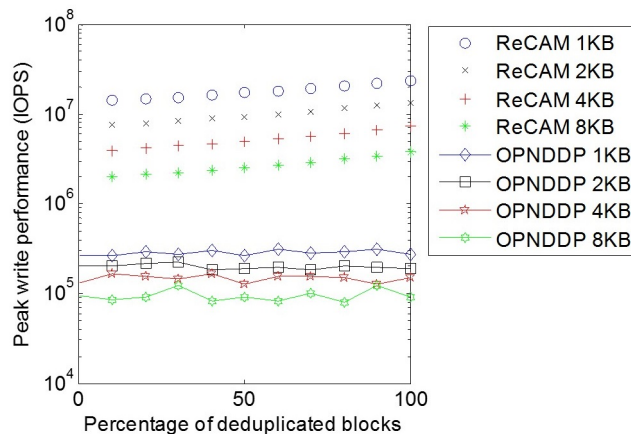 10^8
10^7
10^6
10^5
10^4
Peak write performance (IOPS)
0
50
100
Percentage of deduplicated blocks
ReCAM 1KB
ReCAM 2KB
ReCAM 4KB
ReCAM 8KB
OPNDDP 1KB
OPNDDP 2KB
OPNDDP 4KB
OPNDDP 8KB